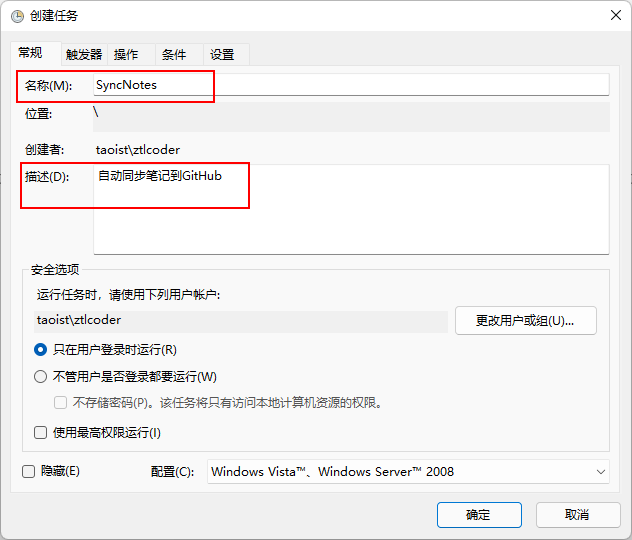 创建任务
常规 触发器 操作 条件 设置
名称(M): SyncNotes
位置: \
创建者: taoist\ztlcoder
描述(D): 自动同步笔记到GitHub
安全选项
运行任务时，请使用下列用户帐户:
taoist\ztlcoder 更改用户或组(U)...
只在用户登录时运行(R)
不管用户是否登录都要运行(W)
不存储密码(P)。该任务将只有访问本地计算机资源的权限。
使用最高权限运行(I)
隐藏(E) 配置(C): Windows Vista™、Windows Server™ 2008
确定 取消